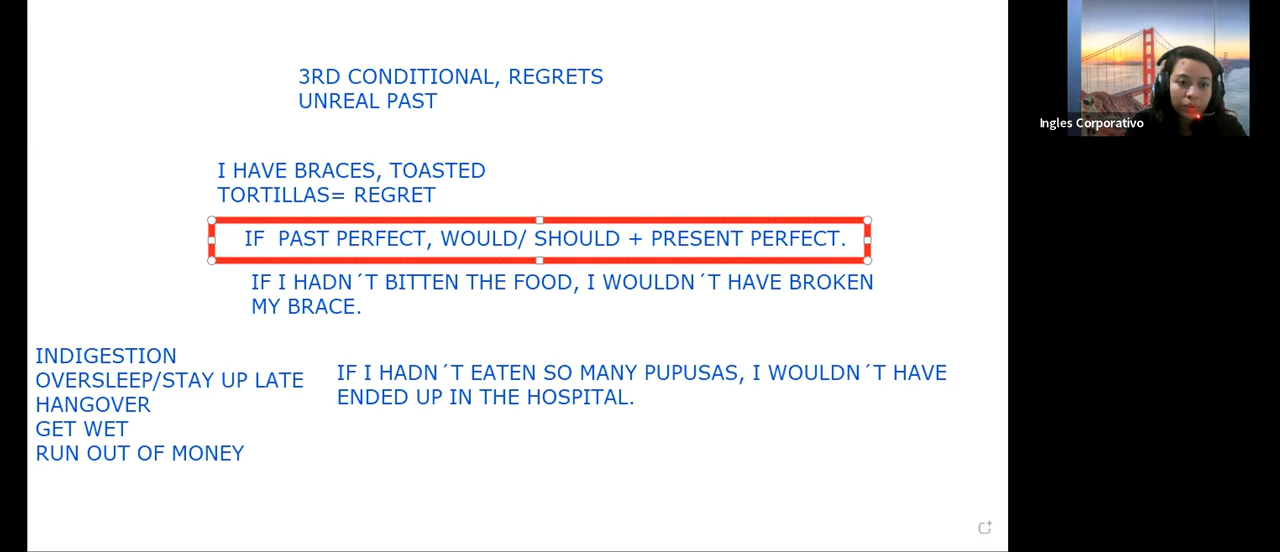 3RD CONDITIONAL, REGRETS
UNREAL PAST
I HAVE BRACES, TOASTED
TORTILLAS= REGRET
IF  PAST PERFECT, WOULD/ SHOULD + PRESENT PERFECT.
IF I HADN´T BITTEN THE FOOD, I WOULDN´T HAVE BROKEN
MY BRACE.
INDIGESTION
OVERSLEEP/STAY UP LATE
HANGOVER
GET WET
RUN OUT OF MONEY
IF I HADN´T EATEN SO MANY PUPUSAS, I WOULDN´T HAVE
ENDED UP IN THE HOSPITAL.
Ingles Corporativo